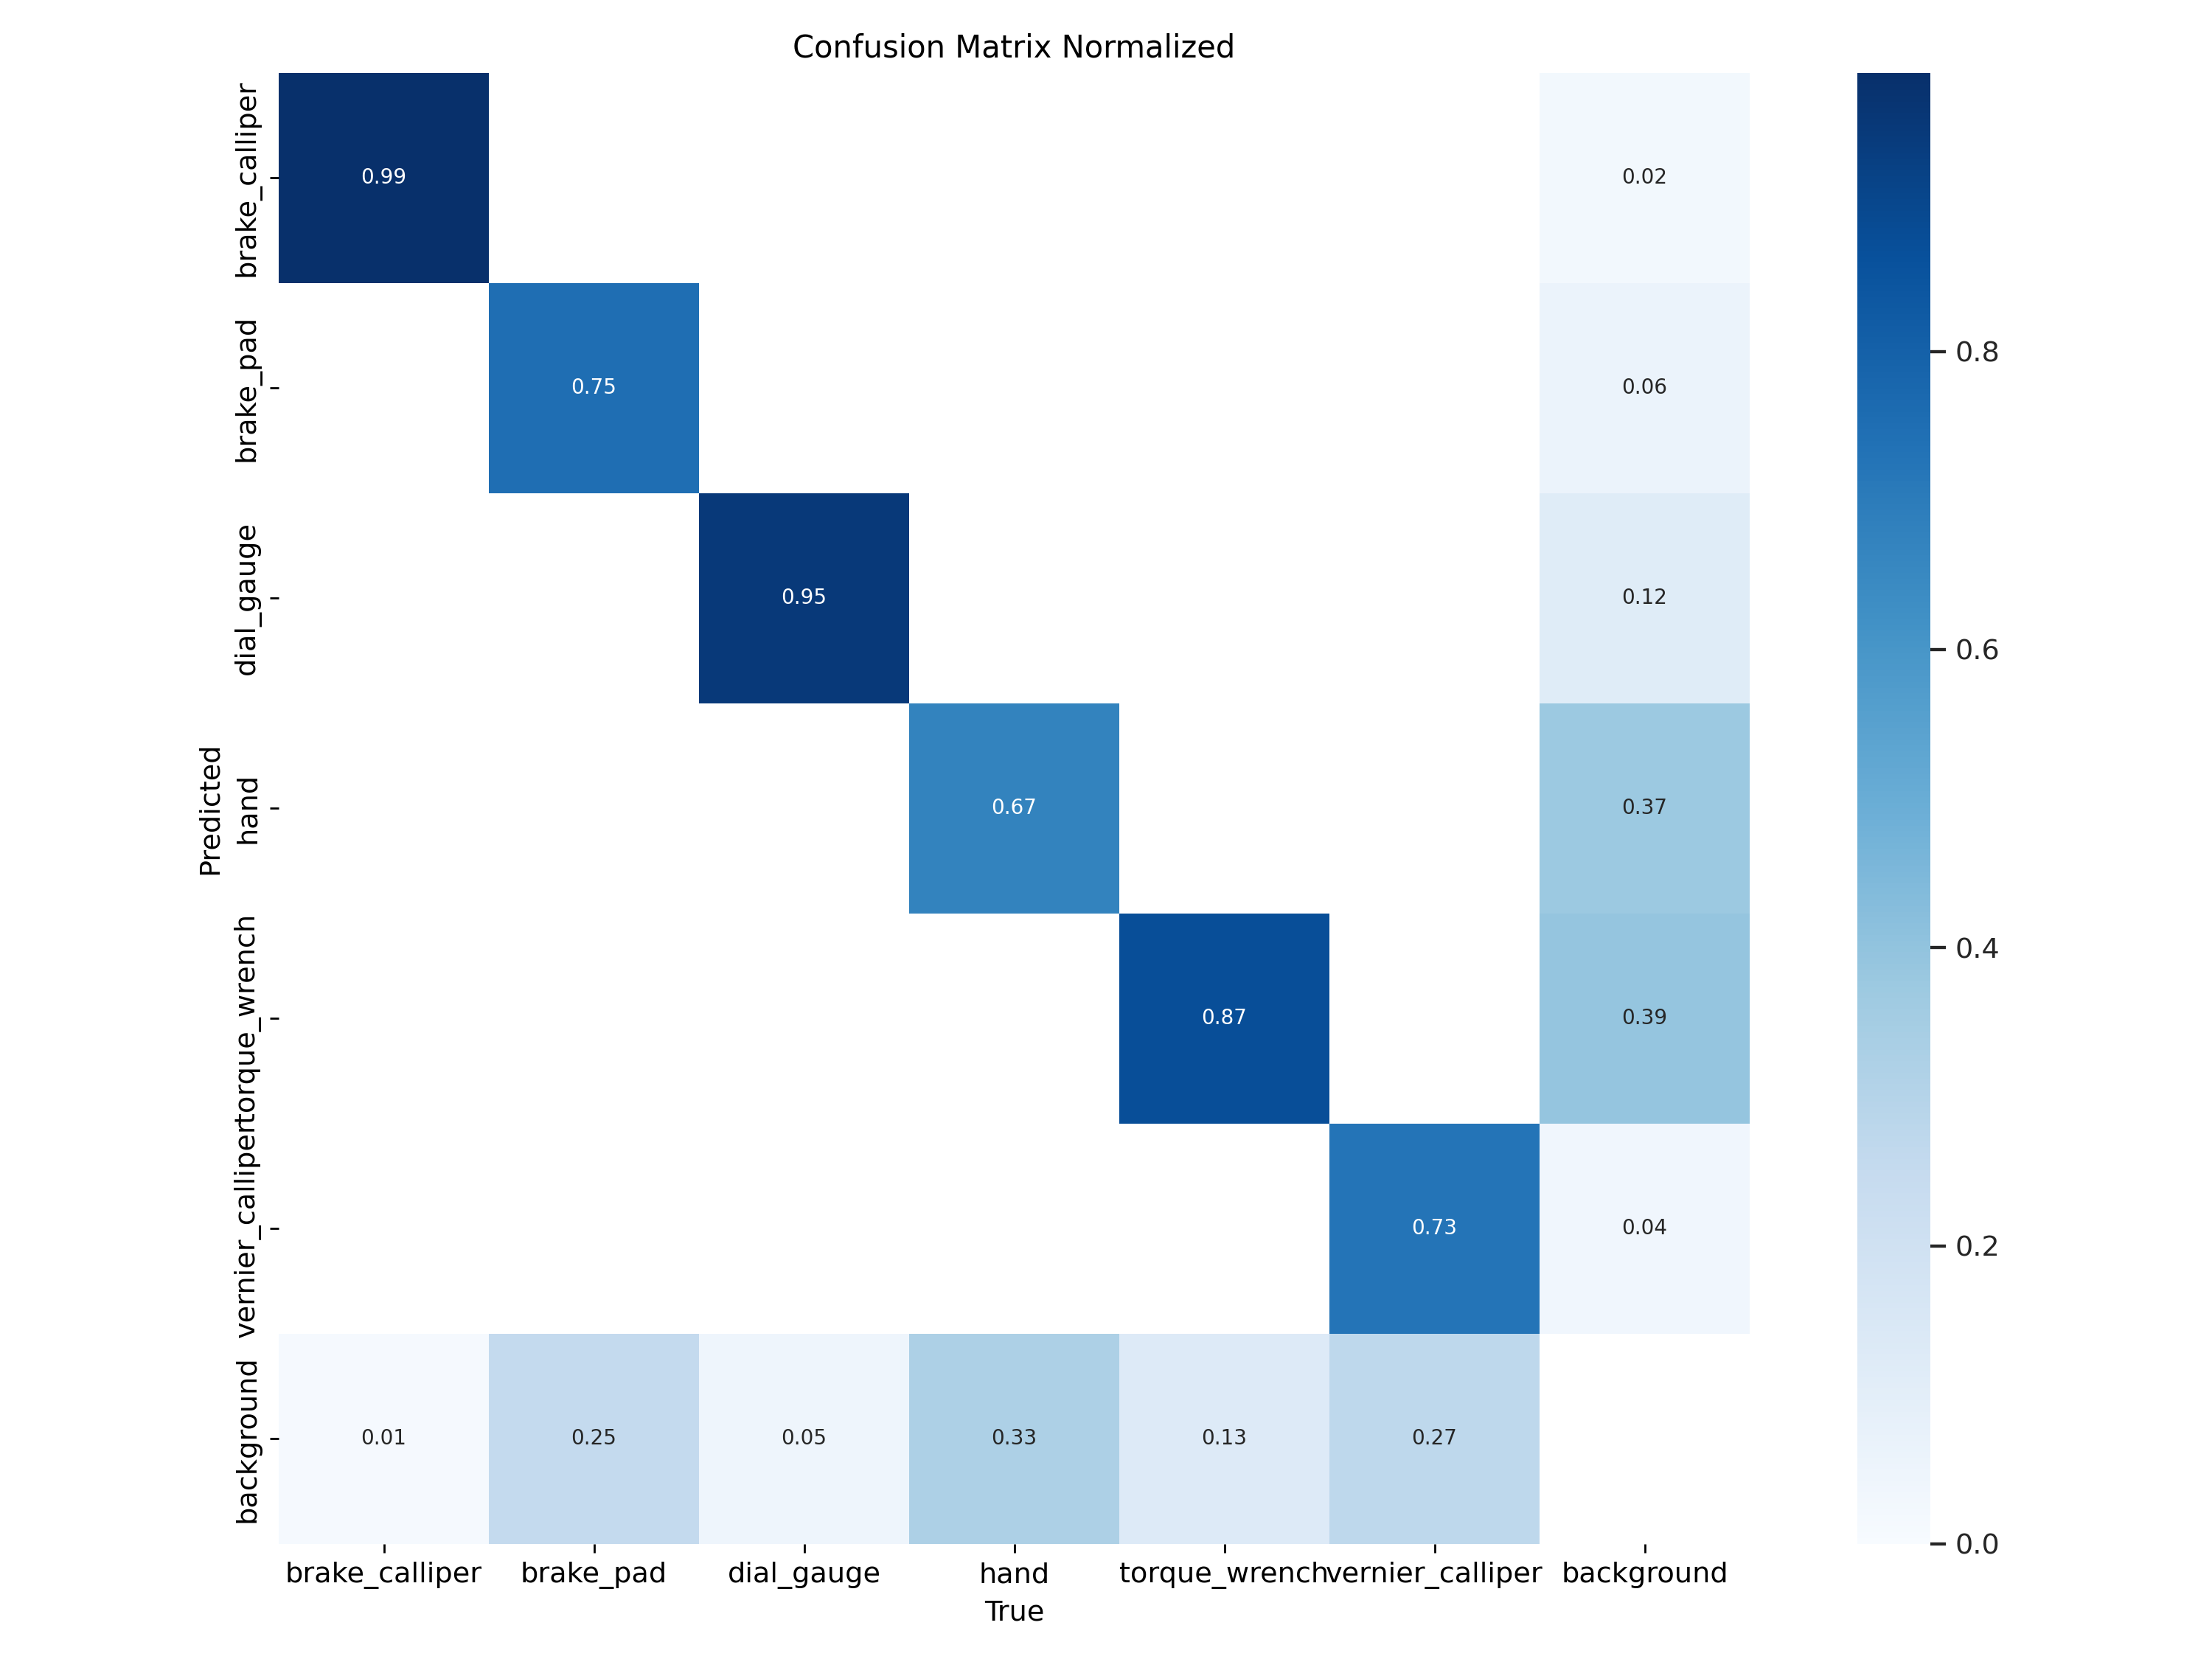 Confusion Matrix Normalized
brake_calliper
0.99
0.02
brake_pad
0.75
0.06
0.8
dial_gauge
0.95
0.12
0.6
Predicted
hand
0.67
0.37
0.4
torque_wrench
0.87
0.39
vernier_calliper
0.73
0.04
0.2
background
0.01
0.25
0.05
0.33
0.13
0.27
0.0
brake_calliper
brake_pad
dial_gauge
hand
torque_wrench
vernier_calliper
background
True